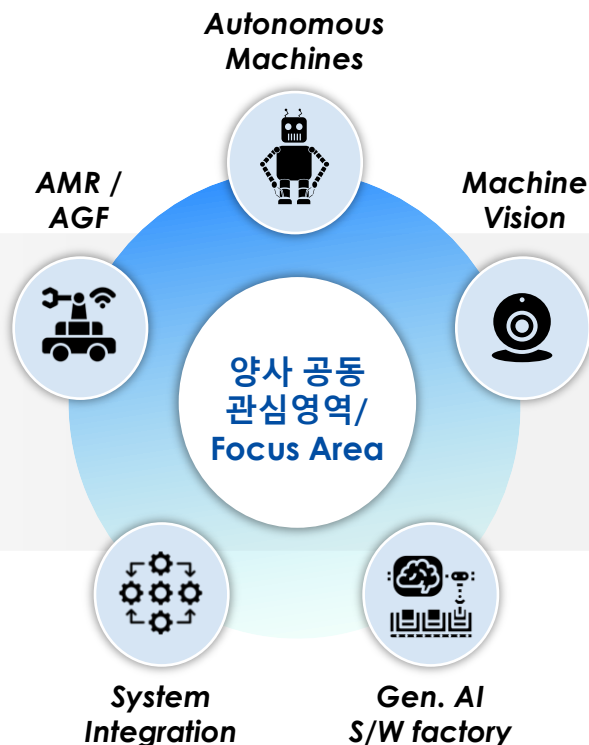 Autonomous
Machines
AMR /
AGF
Machine
Vision
양사 공동
관심영역/
Focus Area
System
Integration
Gen. AI
S/W factory